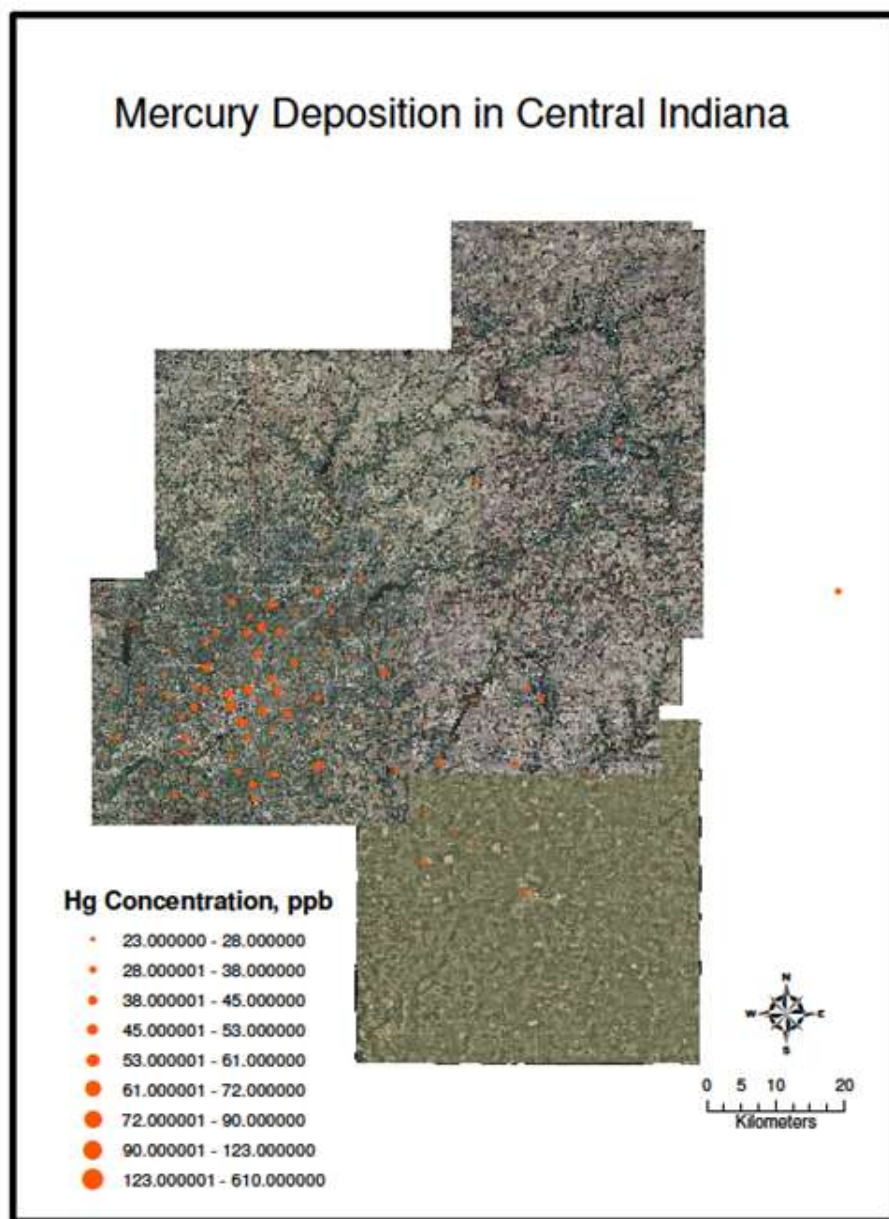 Mercury Deposition in Central Indiana
Hg Concentration, ppb
23.000000 - 28.000000
28.000001 - 38.000000
38.000001 - 45.000000
45.000001 - 53.000000
53.000001 - 61.000000
61.000001 - 72.000000
72.000001 - 90.000000
90.000001 - 123.000000
123.000001 - 610.000000
N
W E
S
0 5 10 20
Kilometers